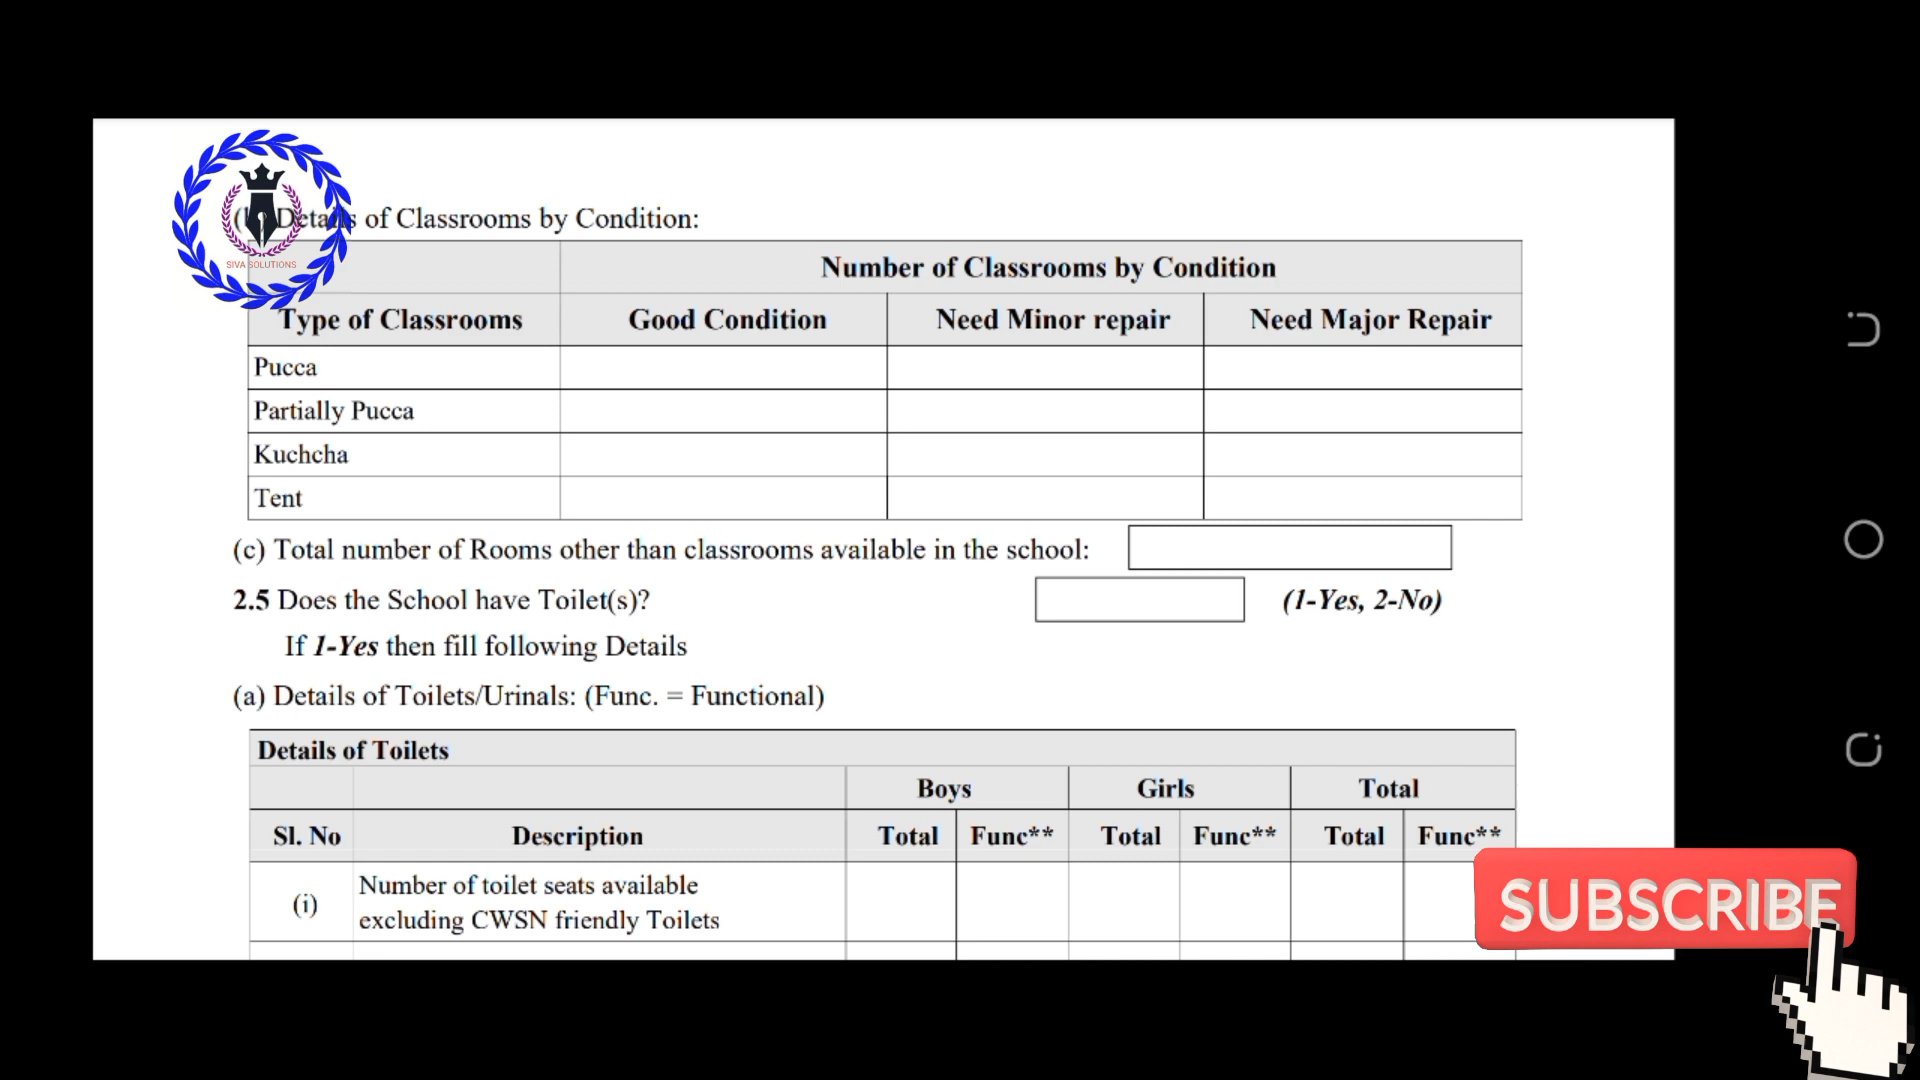 Details of Classrooms by Condition:
SIVA SOLUTIONS
Number of Classrooms by Condition
Type of Classrooms Good Condition Need Minor repair Need Major Repair
Pucca
Partially Pucca
Kuchcha
Tent
(c) Total number of Rooms other than classrooms available in the school:
2.5 Does the School have Toilet(s)? (1-Yes, 2-No)
If 1-Yes then fill following Details
(a) Details of Toilets/Urinals: (Func. = Functional)
Details of Toilets
Boys Girls Total
Sl. No Description Total Func** Total Func** Total Func**
(i) Number of toilet seats available
excluding CWSN friendly Toilets
SUBSCRIBE